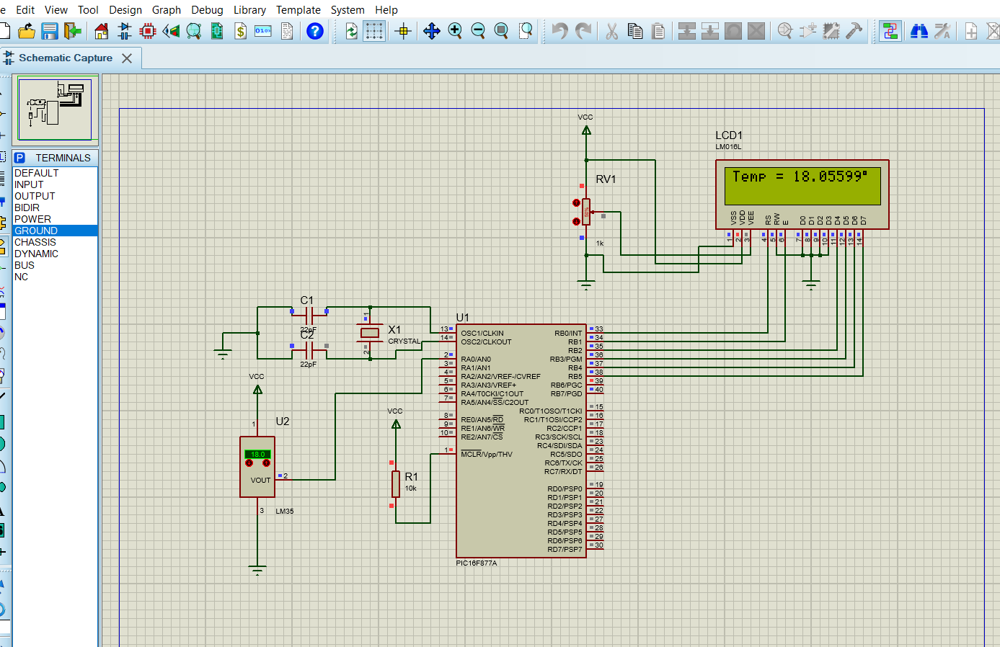 e Edit View Tool Design Graph Debug Library Template System Help
Schematic Capture
P TERMINALS
DEFAULT
INPUT
OUTPUT
BIDIR
POWER
GROUND
CHASSIS
DYNAMIC
BUS
NC
VCC
RV1
50%
1k
LCD1
LM016L
Temp = 18.05599°
VSS VDD VEE RS RW E D0 D1 D2 D3 D4 D5 D6 D7
1 2 3 4 5 6 7 8 9 10 11 12 13 14
C1
22pF
C2
22pF
1
X1
CRYSTAL
2
VCC
1
U2
18.0
VOUT
2
3
LM35
VCC
R1
10k
U1
13 OSC1/CLKIN
14 OSC2/CLKOUT
2 RA0/AN0
3 RA1/AN1
4 RA2/AN2/VREF-/CVREF
5 RA3/AN3/VREF+
6 RA4/T0CKI/C1OUT
7 RA5/AN4/SS/C2OUT
8 RE0/AN5/RD
9 RE1/AN6/WR
10 RE2/AN7/CS
1 MCLR/Vpp/THV
RB0/INT 33
RB1 34
RB2 35
RB3/PGM 36
RB4 37
RB5 38
RB6/PGC 39
RB7/PGD 40
RC0/T1OSO/T1CKI 15
RC1/T1OSI/CCP2 16
RC2/CCP1 17
RC3/SCK/SCL 18
RC4/SDI/SDA 23
RC5/SDO 24
RC6/TX/CK 25
RC7/RX/DT 26
RD0/PSP0 19
RD1/PSP1 20
RD2/PSP2 21
RD3/PSP3 22
RD4/PSP4 27
RD5/PSP5 28
RD6/PSP6 29
RD7/PSP7 30
PIC16F877A